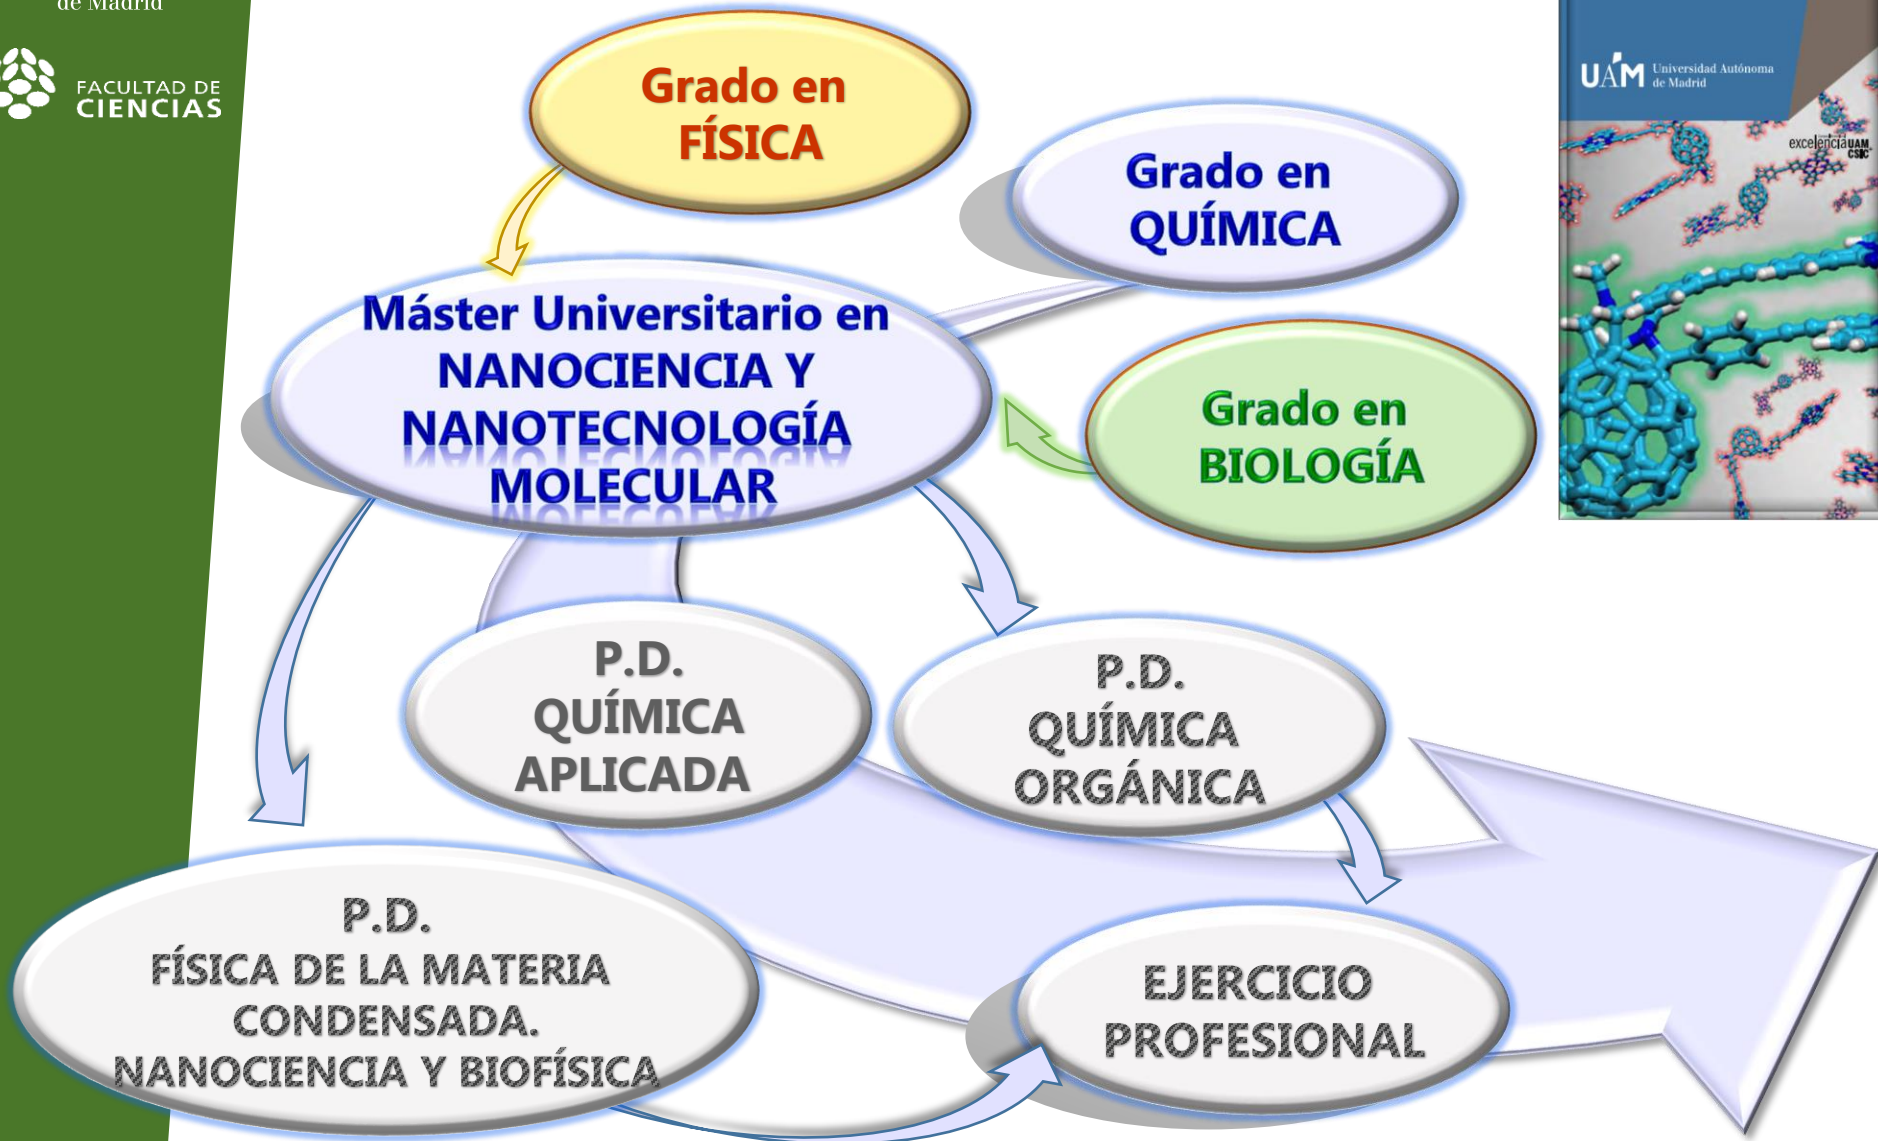 de Madrid
FACULTAD DE
CIENCIAS
Grado en
FÍSICA
Grado en
QUÍMICA
UAM Universidad Autónoma
de Madrid
excelenciaUAM
CSIC
Máster Universitario en
NANOCIENCIA Y
NANOTECNOLOGÍA
MOLECULAR
Grado en
BIOLOGÍA
P.D.
QUÍMICA
APLICADA
P.D.
QUÍMICA
ORGÁNICA
P.D.
FÍSICA DE LA MATERIA
CONDENSADA.
NANOCIENCIA Y BIOFÍSICA
EJERCICIO
PROFESIONAL